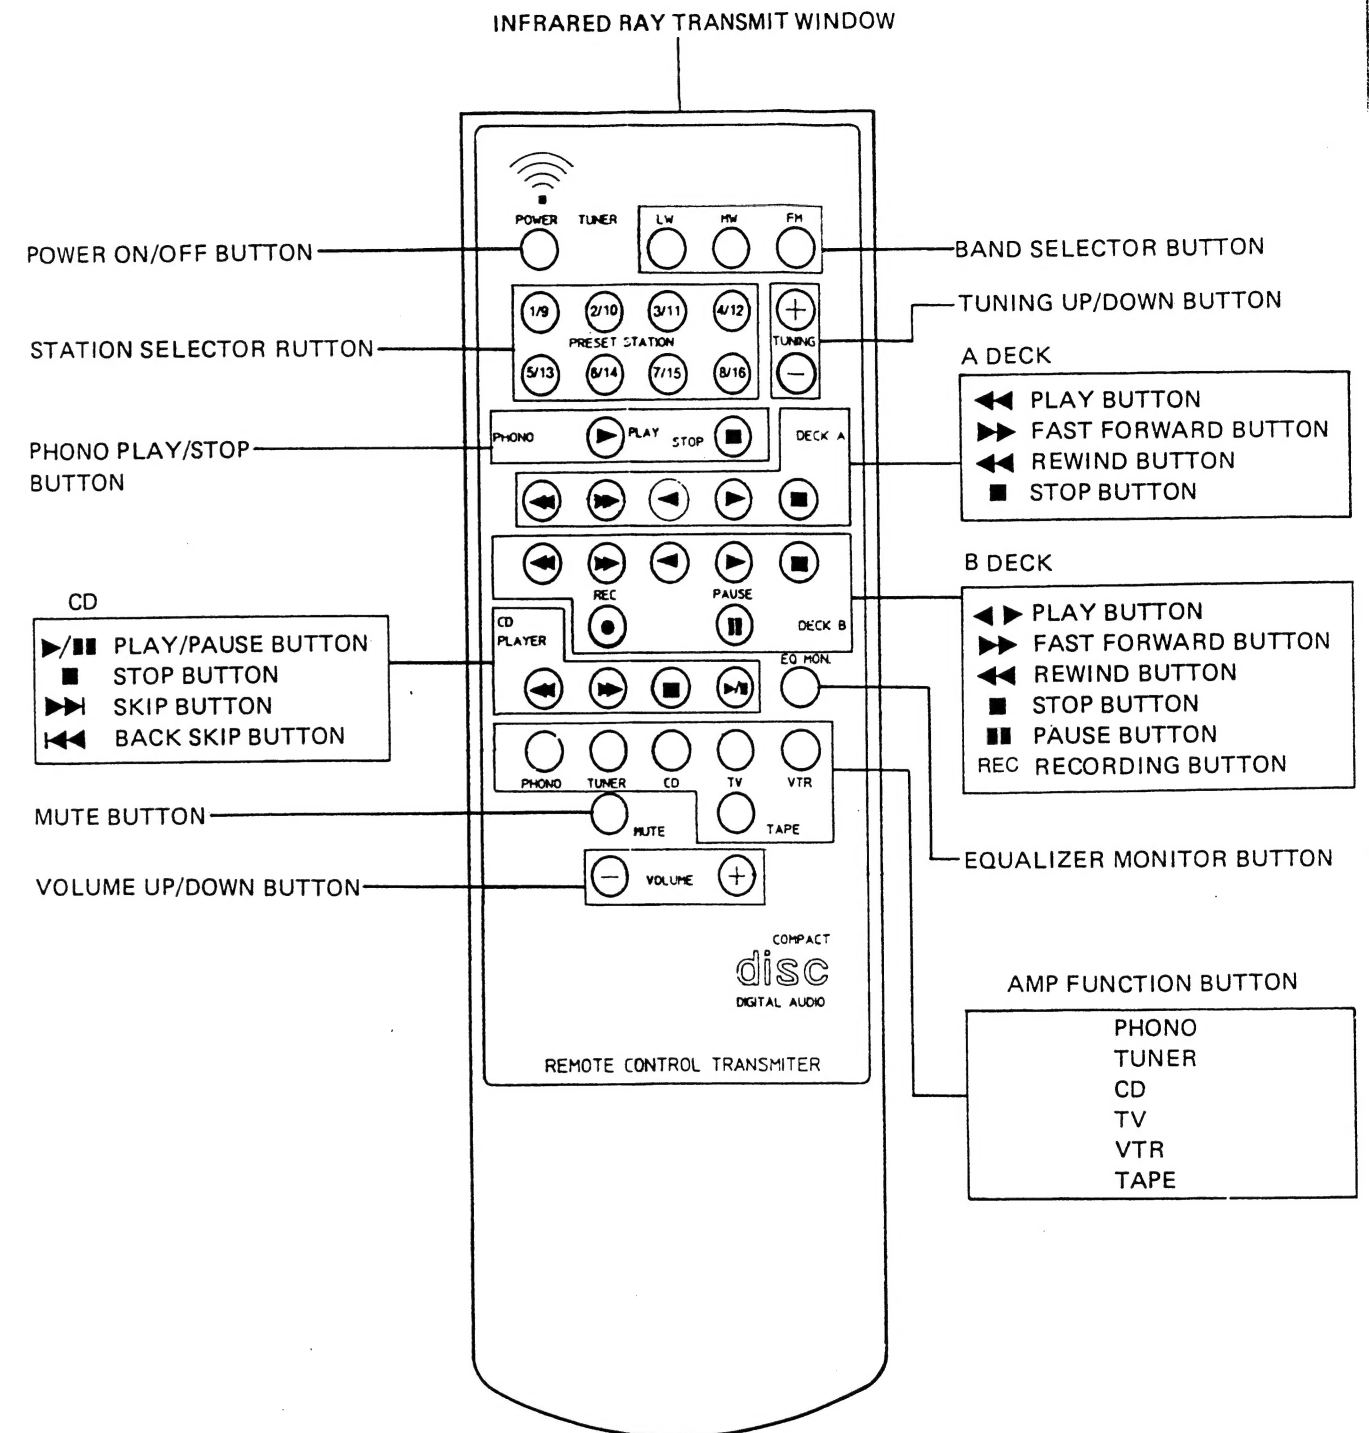 INFRARED RAY TRANSMIT WINDOW
POWER TUNER LW MW FM
POWER ON/OFF BUTTON
BAND SELECTOR BUTTON
TUNING UP/DOWN BUTTON
1/9 2/10 3/11 4/12
PRESET STATION
TUNING
STATION SELECTOR RUTTON
5/13 6/14 7/15 8/16
A DECK
◀◀ PLAY BUTTON
▶▶ FAST FORWARD BUTTON
◀◀ REWIND BUTTON
■ STOP BUTTON
PHONO PLAY STOP DECK A
PHONO PLAY/STOP
BUTTON
B DECK
◀ ▶ PLAY BUTTON
▶▶ FAST FORWARD BUTTON
◀◀ REWIND BUTTON
■ STOP BUTTON
▮▮ PAUSE BUTTON
REC RECORDING BUTTON
REC PAUSE
DECK B
CD
▶/▮▮ PLAY/PAUSE BUTTON
■ STOP BUTTON
▶▶| SKIP BUTTON
|◀◀ BACK SKIP BUTTON
CD
PLAYER
EQ MON.
PHONO TUNER CD TV VTR
MUTE BUTTON
MUTE TAPE
EQUALIZER MONITOR BUTTON
VOLUME UP/DOWN BUTTON
− VOLUME +
COMPACT
disc
DIGITAL AUDIO
AMP FUNCTION BUTTON
PHONO
TUNER
CD
TV
VTR
TAPE
REMOTE CONTROL TRANSMITER